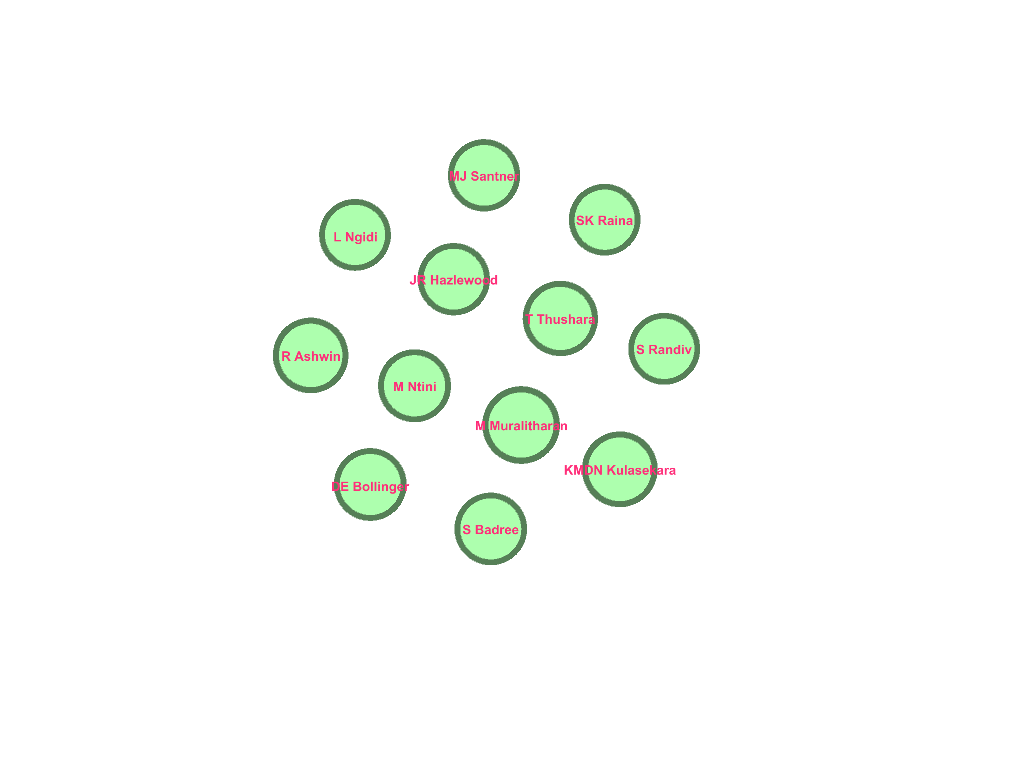 MJ Santner
SK Raina
L Ngidi
JR Hazlewood
T Thushara
S Randiv
R Ashwin
M Ntini
M Muralitharan
KMDN Kulasekara
DE Bollinger
S Badree